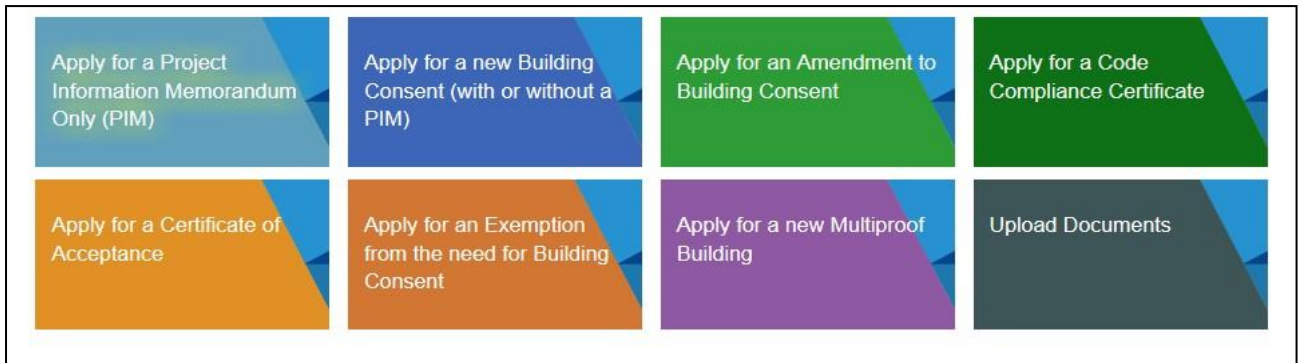 Apply for a Project
Information Memorandum
Only (PIM)
Apply for a new Building
Consent (with or without a
PIM)
Apply for an Amendment to
Building Consent
Apply for a Code
Compliance Certificate
Apply for a Certificate of
Acceptance
Apply for an Exemption
from the need for Building
Consent
Apply for a new Multiproof
Building
Upload Documents